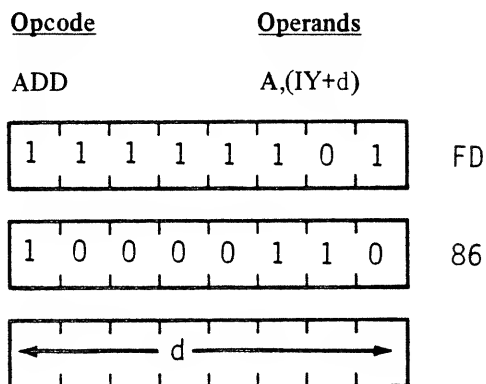 Opcode Operands
ADD A,(IY+d)
1 1 1 1 1 1 0 1 FD
1 0 0 0 0 1 1 0 86
d